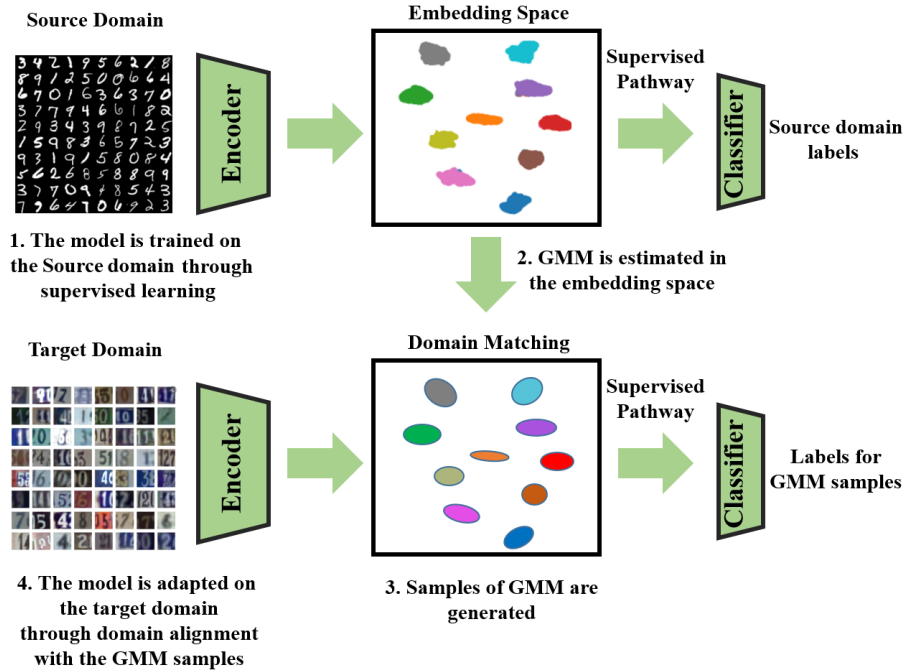 Source Domain
Embedding Space
Supervised
Pathway
Encoder
Classifier
Source domain
labels
1. The model is trained on
the Source domain through
supervised learning
2. GMM is estimated in
the embedding space
Target Domain
Domain Matching
Supervised
Pathway
Encoder
Classifier
Labels for
GMM samples
4. The model is adapted on
the target domain
through domain alignment
with the GMM samples
3. Samples of GMM are
generated